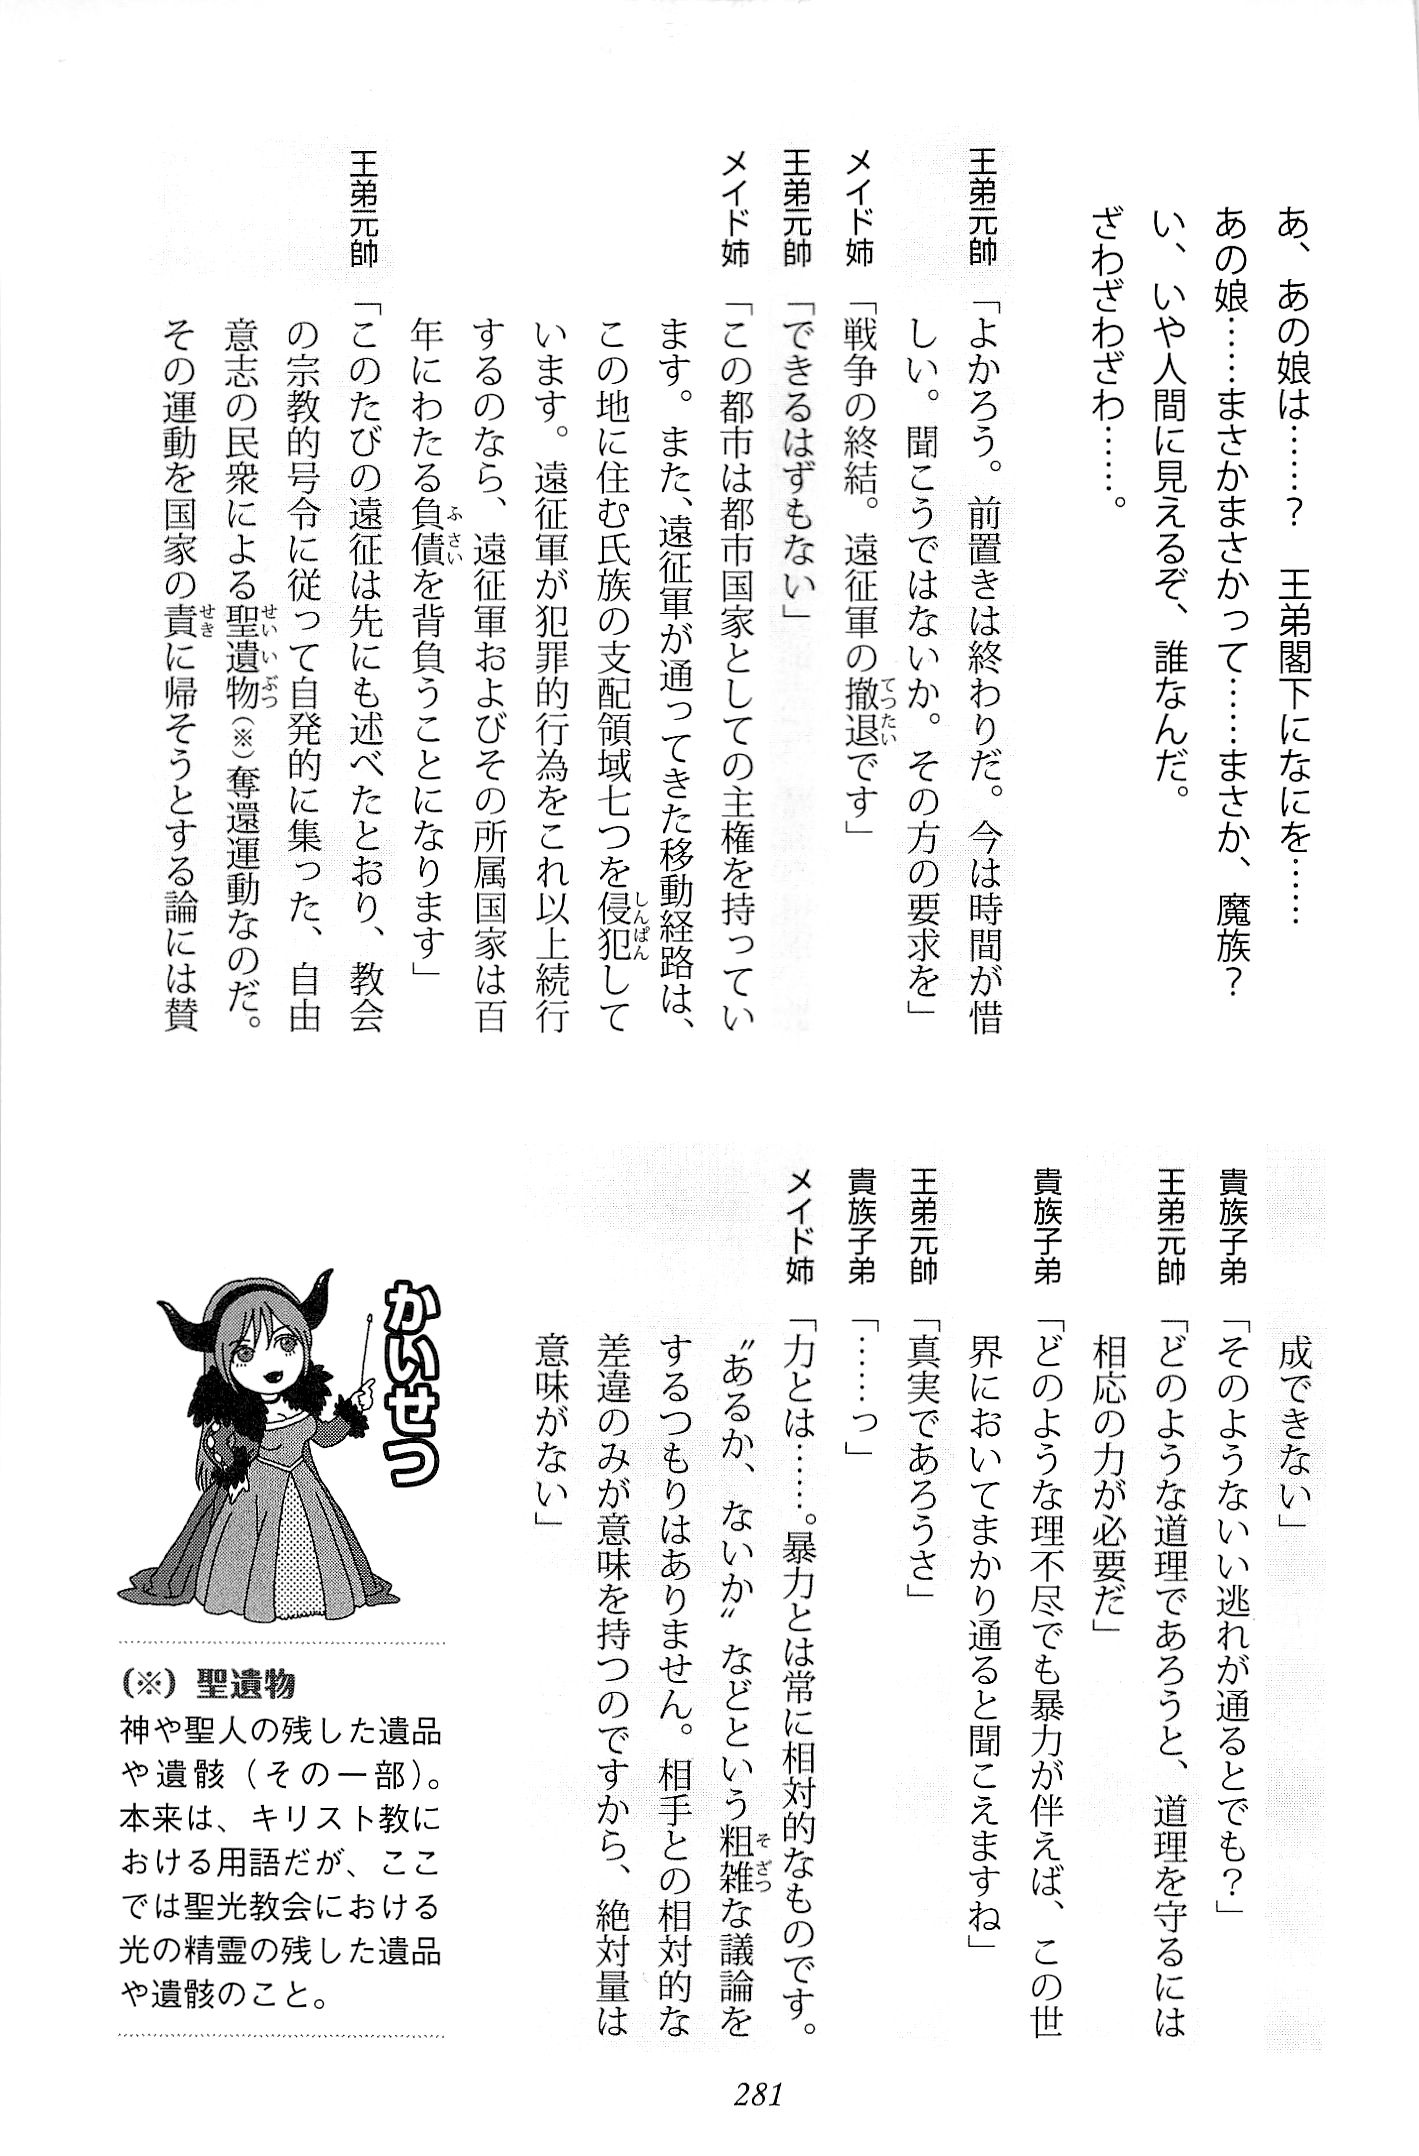 あ、あの娘は……？　王弟閣下になにを……
あの娘……まさかまさかって……まさか、魔族？
い、いや人間に見えるぞ、誰なんだ。
ざわざわざわ……。
王弟元帥「よかろう。前置きは終わりだ。今は時間が惜
しい。聞こうではないか。その方の要求を」
メイド姉「戦争の終結。遠征軍の撤退です」
王弟元帥「できるはずもない」
メイド姉「この都市は都市国家としての主権を持ってい
ます。また、遠征軍が通ってきた移動経路は、
この地に住む氏族の支配領域七つを侵犯して
います。遠征軍が犯罪的行為をこれ以上続行
するのなら、遠征軍およびその所属国家は百
年にわたる負債を背負うことになります」
王弟元帥「このたびの遠征は先にも述べたとおり、教会
の宗教的号令に従って自発的に集った、自由
意志の民衆による聖遺物（※）奪還運動なのだ。
その運動を国家の責に帰そうとする論には賛
成できない」
貴族子弟「そのようないい逃れが通るとでも？」
王弟元帥「どのような道理であろうと、道理を守るには
相応の力が必要だ」
貴族子弟「どのような理不尽でも暴力が伴えば、この世
界においてまかり通ると聞こえますね」
王弟元帥「真実であろうさ」
貴族子弟「……っ」
メイド姉「力とは……。暴力とは常に相対的なものです。
〝あるか、ないか〟などという粗雑な議論を
するつもりはありません。相手との相対的な
差違のみが意味を持つのですから、絶対量は
意味がない」
かいせつ
（※）聖遺物
神や聖人の残した遺品
や遺骸（その一部）。
本来は、キリスト教に
おける用語だが、ここ
では聖光教会における
光の精霊の残した遺品
や遺骸のこと。
281